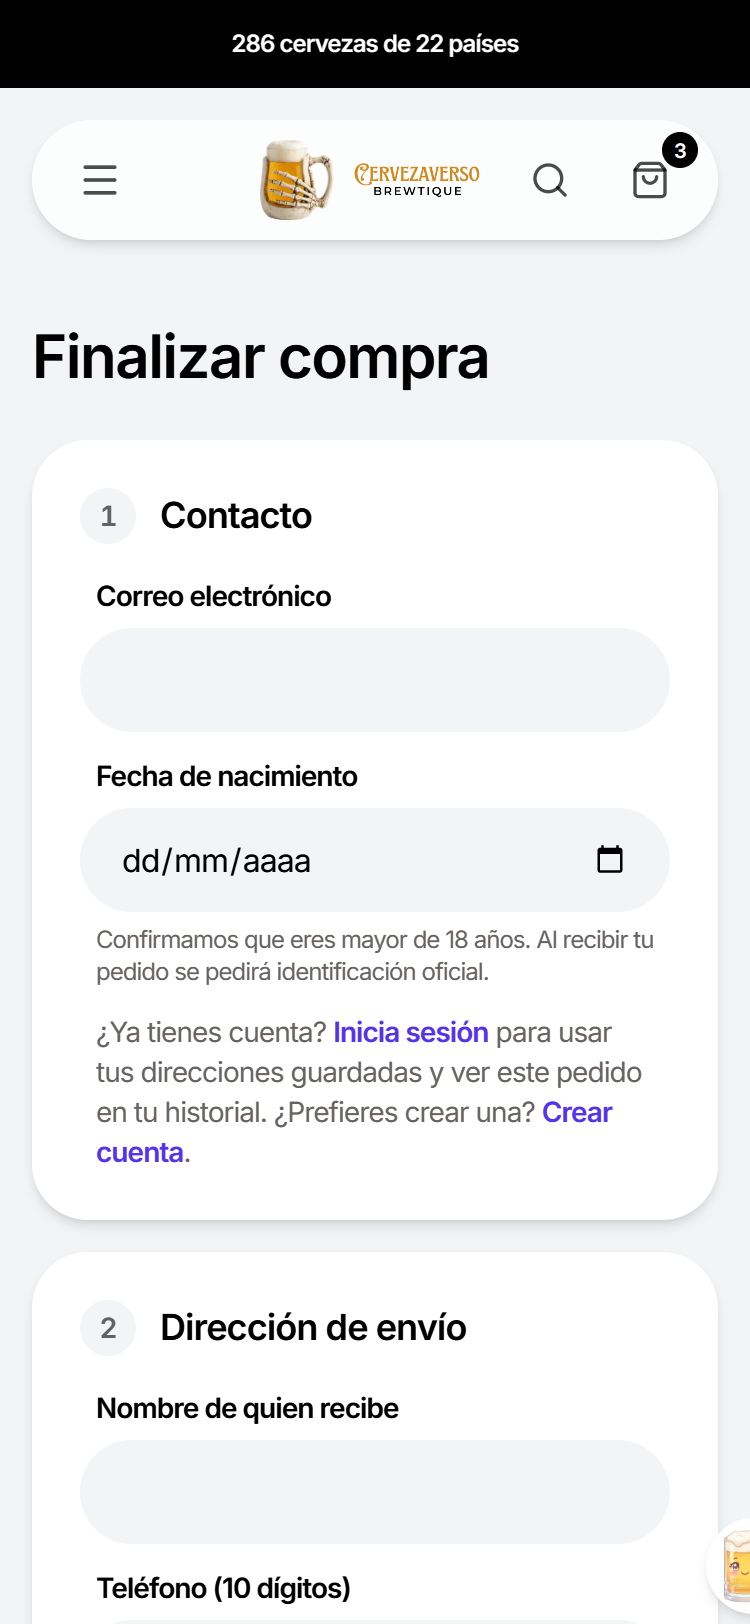 286 cervezas de 22 países
3
CERVEZAVERSO
BREWTIQUE
Finalizar compra
1 Contacto
Correo electrónico
Fecha de nacimiento
dd/mm/aaaa
Confirmamos que eres mayor de 18 años. Al recibir tu
pedido se pedirá identificación oficial.
¿Ya tienes cuenta? Inicia sesión para usar
tus direcciones guardadas y ver este pedido
en tu historial. ¿Prefieres crear una? Crear
cuenta.
2 Dirección de envío
Nombre de quien recibe
Teléfono (10 dígitos)